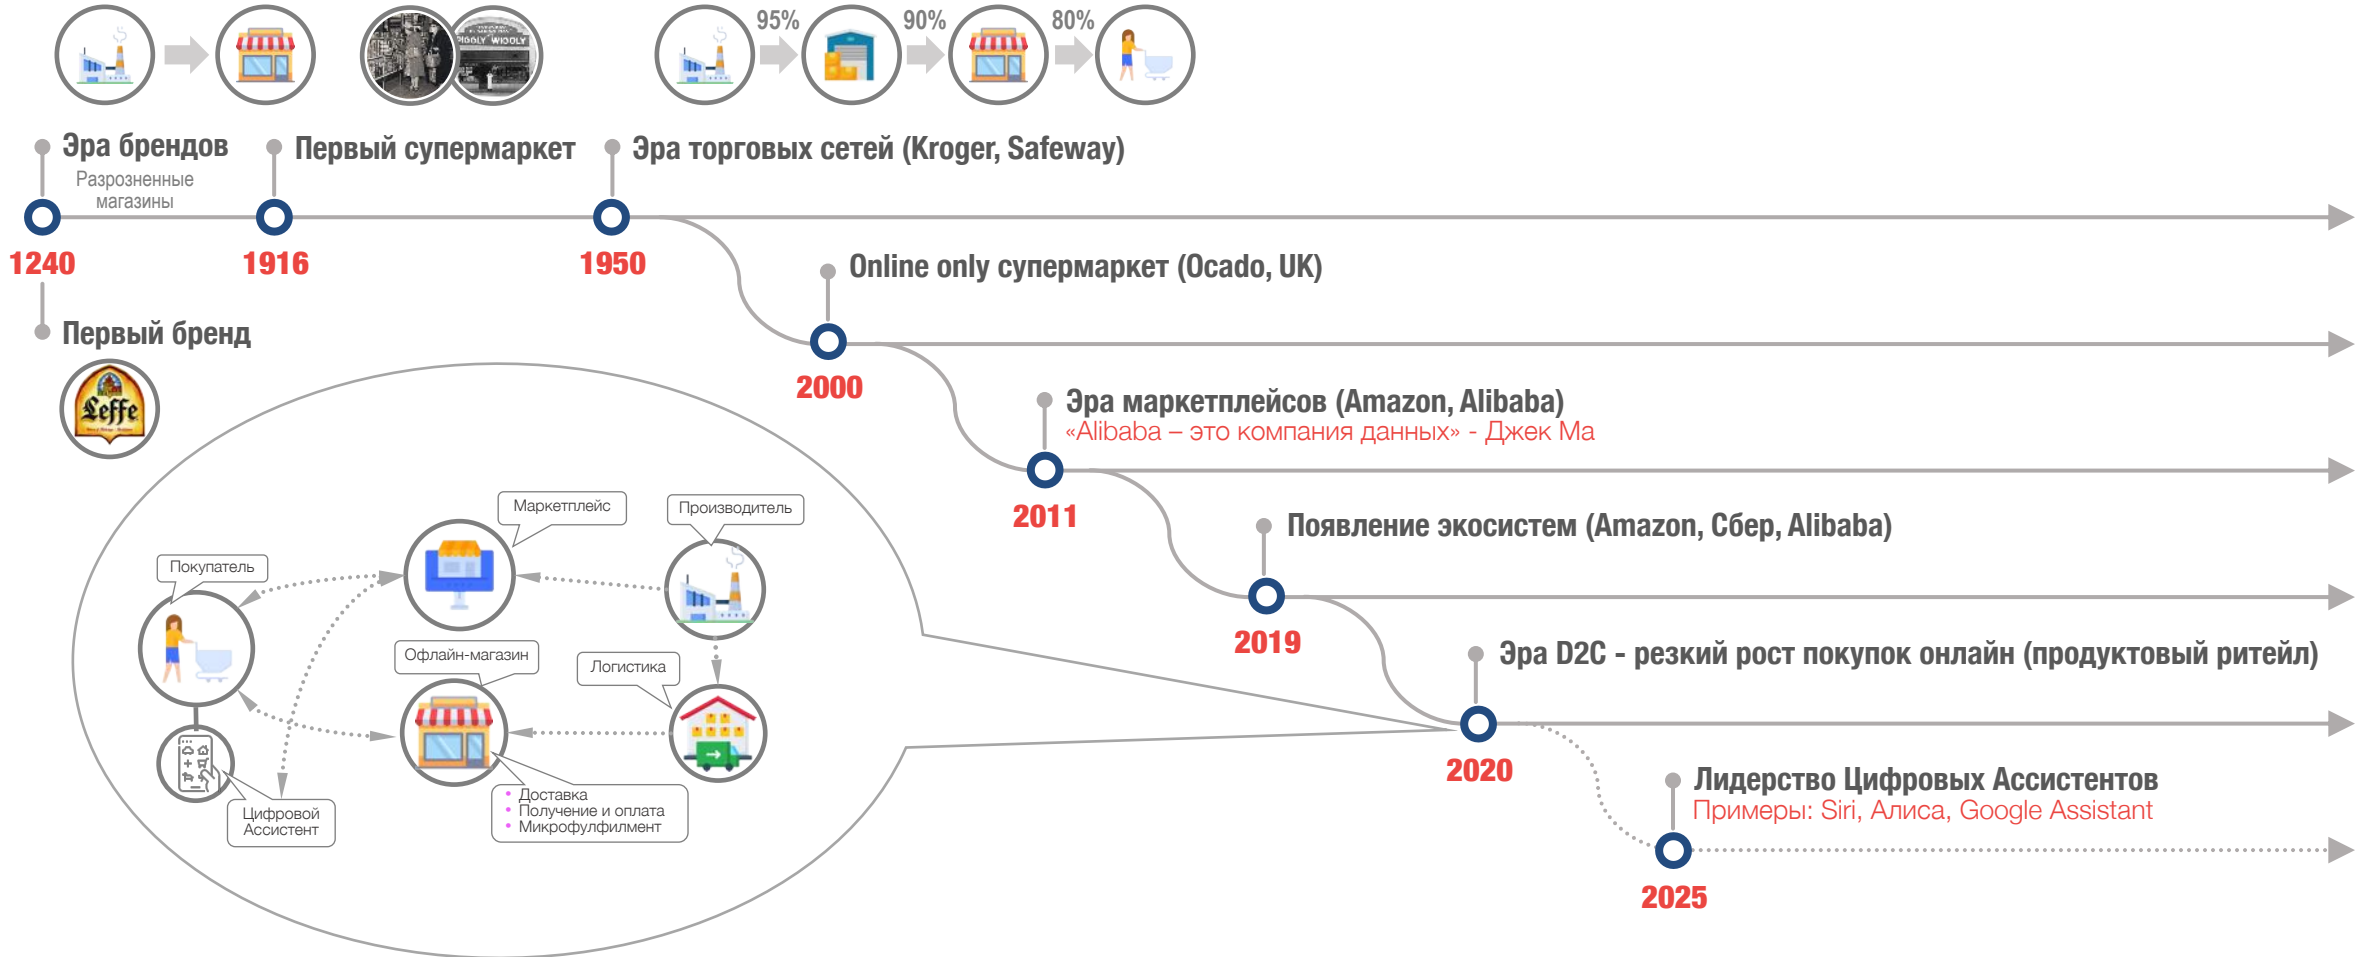 95%
90%
80%
PIGGLY WIGGLY
Эра брендов
Разрозненные
магазины
Первый супермаркет
Эра торговых сетей (Kroger, Safeway)
1240
1916
1950
Первый бренд
Leffe
Online only супермаркет (Ocado, UK)
2000
Эра маркетплейсов (Amazon, Alibaba)
«Alibaba – это компания данных» - Джек Ма
2011
Появление экосистем (Amazon, Сбер, Alibaba)
2019
Эра D2C - резкий рост покупок онлайн (продуктовый ритейл)
2020
Лидерство Цифровых Ассистентов
Примеры: Siri, Алиса, Google Assistant
2025
Маркетплейс
Производитель
Покупатель
Офлайн-магазин
Логистика
Цифровой
Ассистент
• Доставка
• Получение и оплата
• Микрофулфилмент